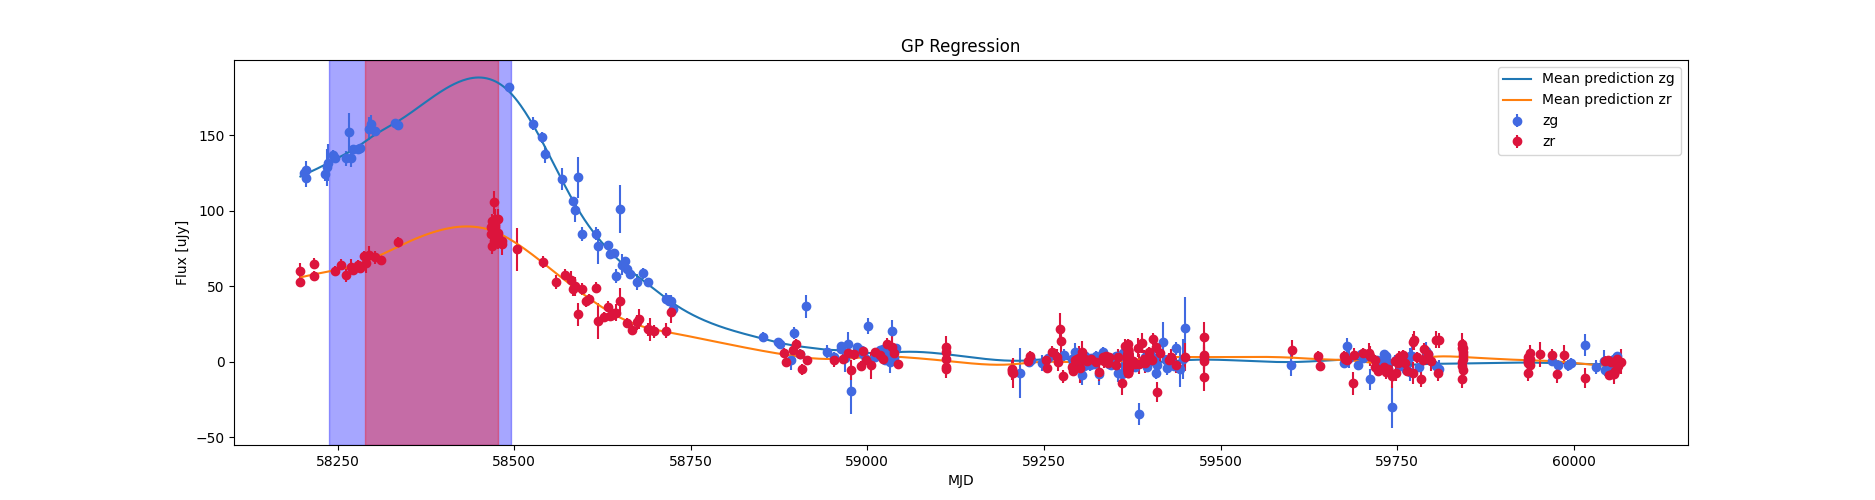 GP Regression
Mean prediction zg
Mean prediction zr
zg
zr
Flux [uJy]
150
100
50
0
−50
58250
58500
58750
59000
59250
59500
59750
60000
MJD